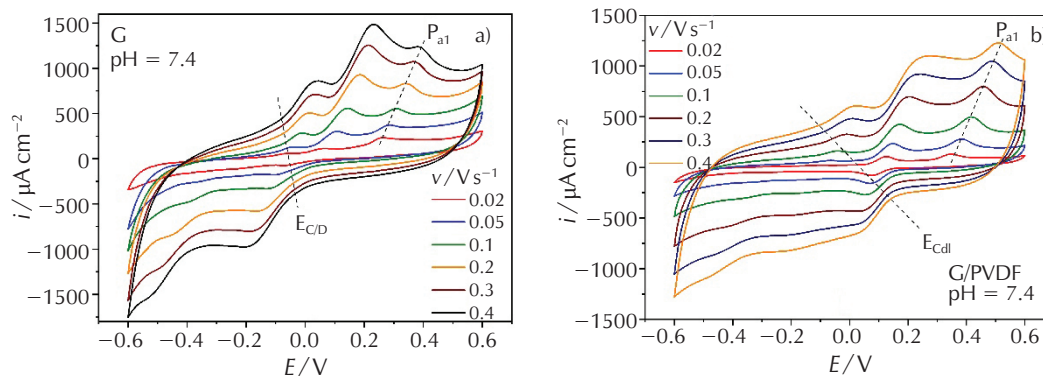 G
pH = 7.4
a)
P a1
E C/D
v / V s⁻¹
0.02
0.05
0.1
0.2
0.3
0.4
1500
1000
500
0
−500
−1000
−1500
i / μA cm⁻²
−0.6 −0.4 −0.2 0.0 0.2 0.4 0.6
E / V
v / V s⁻¹
0.02
0.05
0.1
0.2
0.3
0.4
b
P a1
E Cdl
G/PVDF
pH = 7.4
1500
1000
500
0
−500
−1000
−1500
i / μA cm⁻²
−0.6 −0.4 −0.2 0.0 0.2 0.4 0.6
E / V